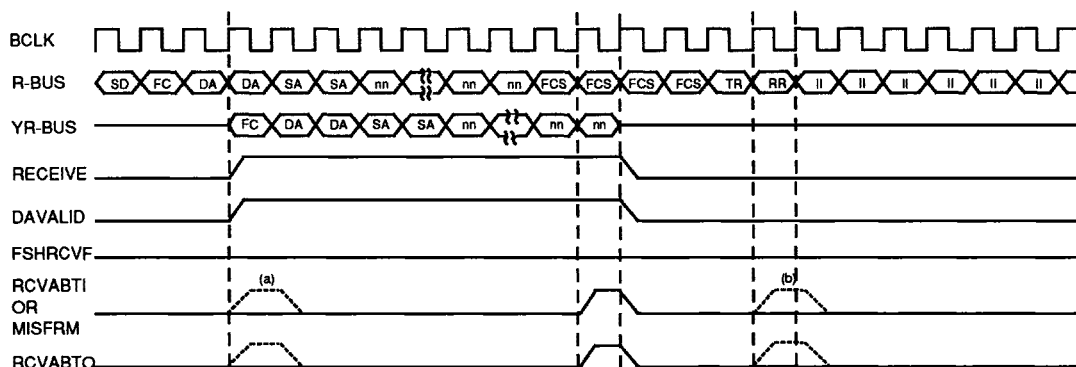 BCLK
R-BUS SD FC DA DA SA SA nn nn nn FCS FCS FCS FCS TR RR II II II II II II
YR-BUS FC DA DA SA SA nn nn nn
RECEIVE
DAVALID
FSHRCVF
RCVABTI
OR
MISFRM
(a) (b)
RCVABTO